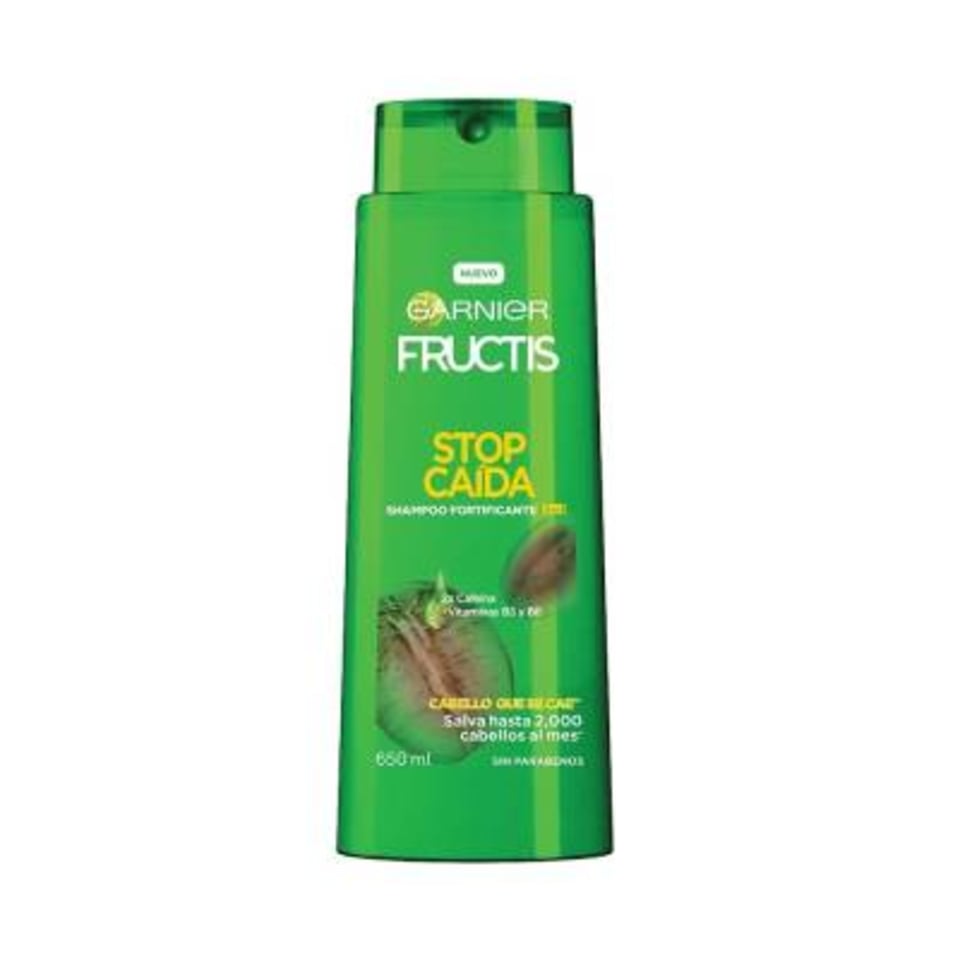 NUEVO
GARNIER
FRUCTIS
STOP
CAÍDA
SHAMPOO FORTIFICANTE
2x Cafeína
+Vitaminas B3 y B6
CABELLO QUE SE CAE
Salva hasta 2,000
cabellos al mes*
650 ml
SIN PARABENOS